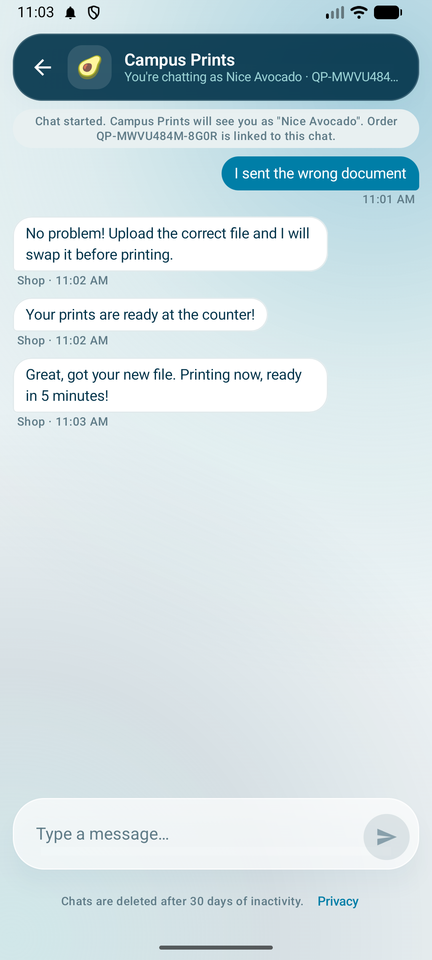 11:03
Campus Prints
You're chatting as Nice Avocado · QP-MWVU484...
Chat started. Campus Prints will see you as "Nice Avocado". Order
QP-MWVU484M-8G0R is linked to this chat.
I sent the wrong document
11:01 AM
No problem! Upload the correct file and I will
swap it before printing.
Shop · 11:02 AM
Your prints are ready at the counter!
Shop · 11:02 AM
Great, got your new file. Printing now, ready
in 5 minutes!
Shop · 11:03 AM
Type a message...
Chats are deleted after 30 days of inactivity. Privacy